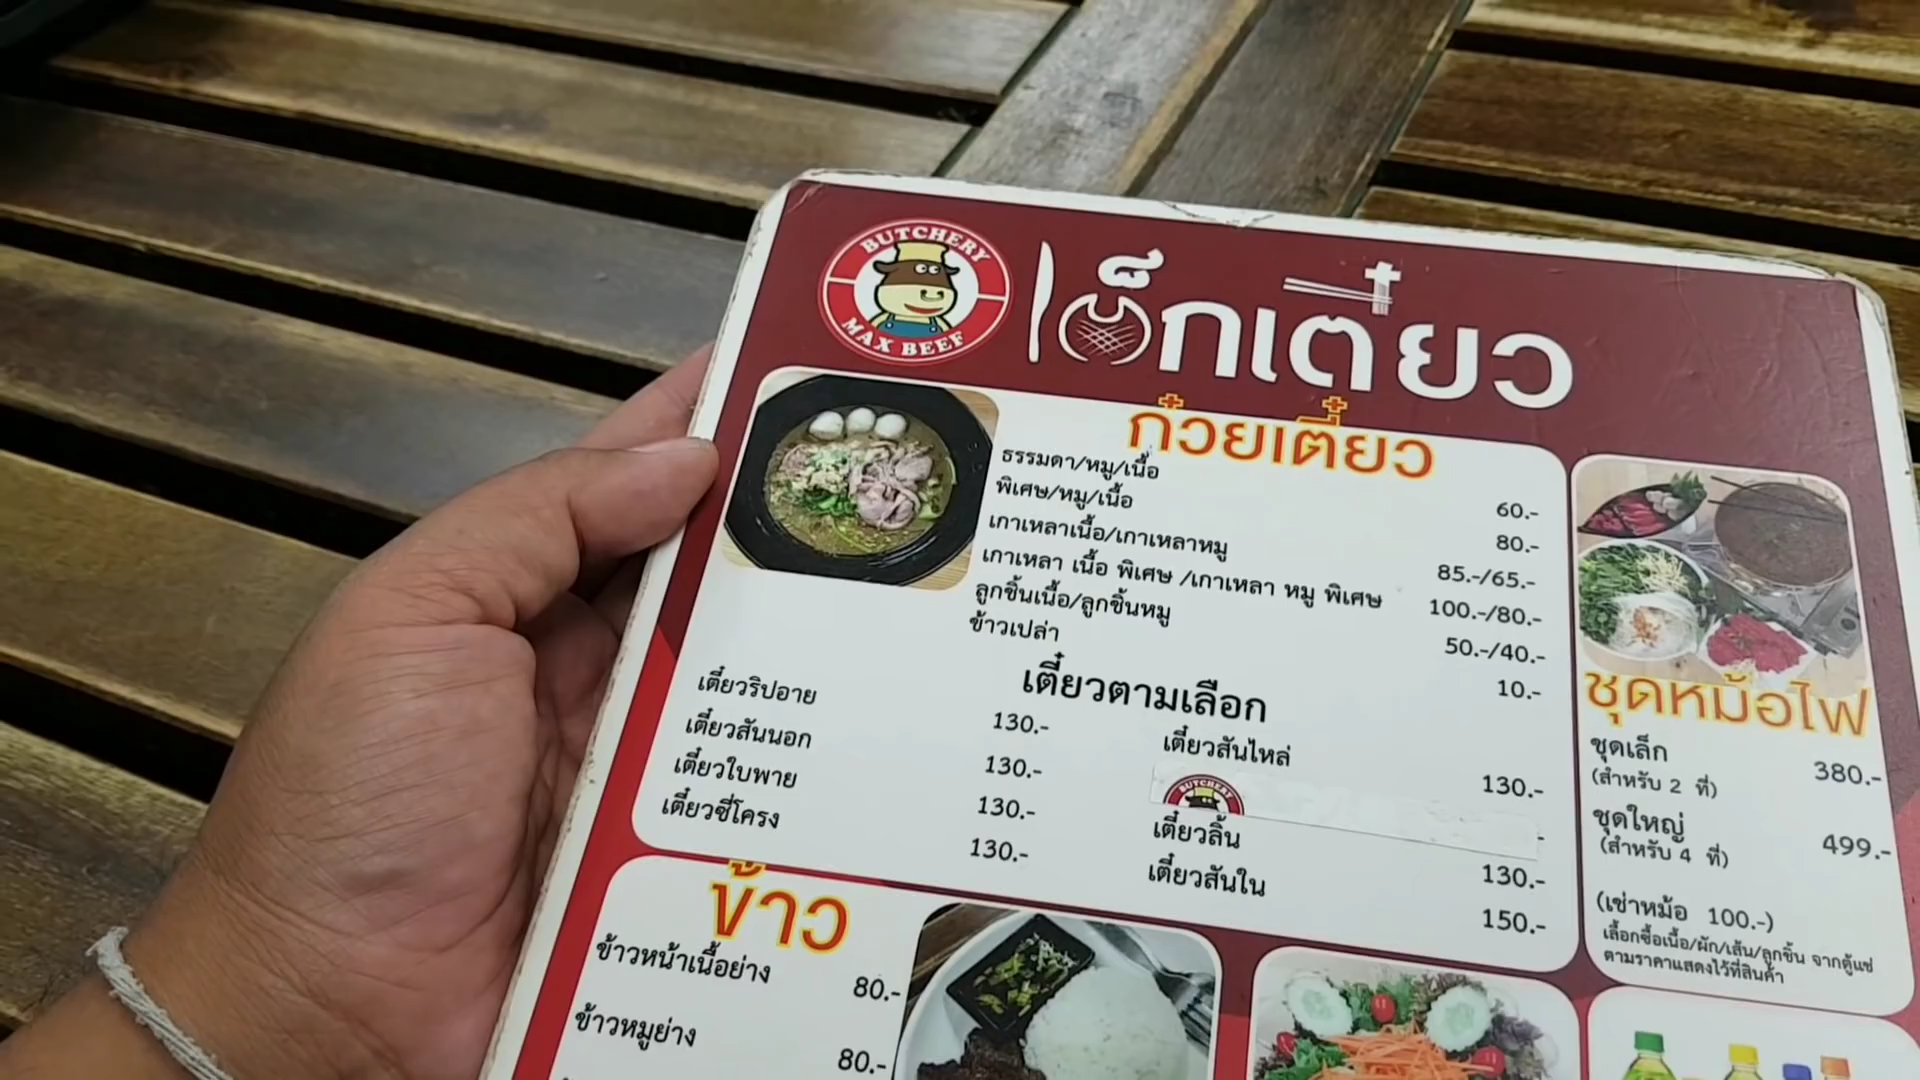 BUTCHERY
MAX BEEF
เด็กเตี๋ยว
ก๋วยเตี๋ยว
ธรรมดา/หมู/เนื้อ 60.-
พิเศษ/หมู/เนื้อ 80.-
เกาเหลาเนื้อ/เกาเหลาหมู 85.-/65.-
เกาเหลา เนื้อ พิเศษ /เกาเหลา หมู พิเศษ 100.-/80.-
ลูกชิ้นเนื้อ/ลูกชิ้นหมู 50.-/40.-
ข้าวเปล่า 10.-
เตี๋ยวตามเลือก
เตี๋ยวริปอาย 130.-
เตี๋ยวสันนอก 130.-
เตี๋ยวใบพาย 130.-
เตี๋ยวซี่โครง 130.-
เตี๋ยวสันไหล่ 130.-
BUTCHERY
เตี๋ยวลิ้น 130.-
เตี๋ยวสันใน 150.-
ชุดหม้อไฟ
ชุดเล็ก 380.-
(สำหรับ 2 ที่)
ชุดใหญ่ 499.-
(สำหรับ 4 ที่)
(เช่าหม้อ 100.-)
เลือกซื้อเนื้อ/ผัก/เส้น/ลูกชิ้น จากตู้แช่
ตามราคาแสดงไว้ที่สินค้า
ข้าว
ข้าวหน้าเนื้อย่าง 80.-
ข้าวหมูย่าง 80.-